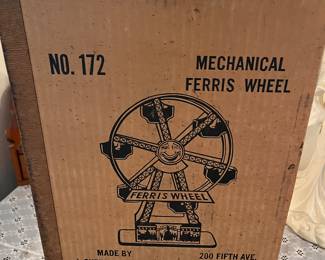 NO. 172
MECHANICAL
FERRIS WHEEL
FERRIS WHEEL
MADE BY
200 FIFTH AVE.